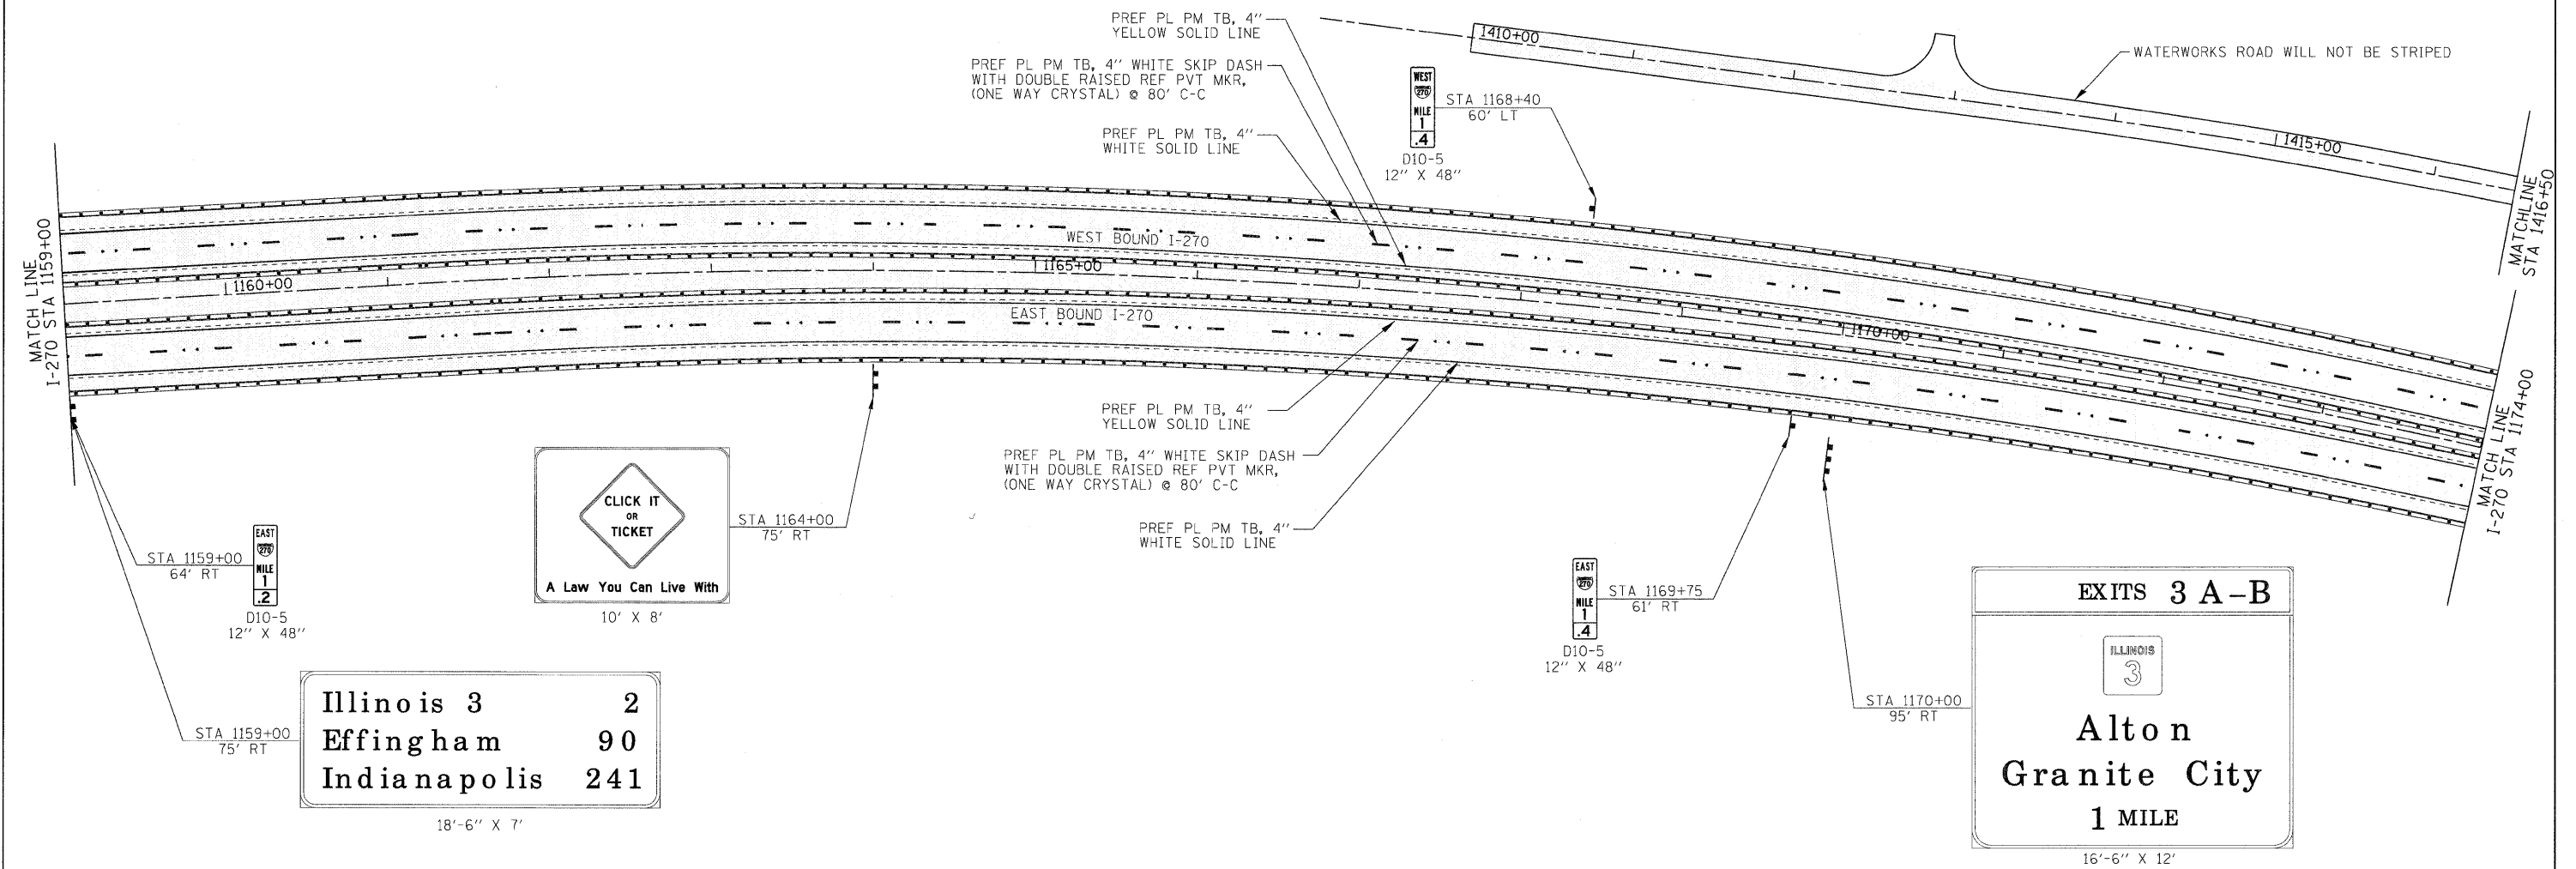 PREF PL PM TB, 4"
YELLOW SOLID LINE
PREF PL PM TB, 4" WHITE SKIP DASH
WITH DOUBLE RAISED REF PVT MKR,
(ONE WAY CRYSTAL) @ 80' C-C
PREF PL PM TB, 4"
WHITE SOLID LINE
WEST
270
MILE
1
.4
D10-5
12" X 48"
STA 1168+40
60' LT
1410+00
WATERWORKS ROAD WILL NOT BE STRIPED
1415+00
MATCHLINE
STA 1416+50
MATCH LINE
I-270 STA 1159+00
WEST BOUND I-270
1160+00
1165+00
1170+00
EAST BOUND I-270
MATCH LINE
I-270 STA 1174+00
PREF PL PM TB, 4"
YELLOW SOLID LINE
PREF PL PM TB, 4" WHITE SKIP DASH
WITH DOUBLE RAISED REF PVT MKR,
(ONE WAY CRYSTAL) @ 80' C-C
PREF PL PM TB, 4"
WHITE SOLID LINE
STA 1159+00
64' RT
EAST
270
MILE
1
.2
D10-5
12" X 48"
CLICK IT
OR
TICKET
A Law You Can Live With
10' X 8'
STA 1164+00
75' RT
STA 1159+00
75' RT
Illinois 3 2
Effingham 90
Indianapolis 241
18'-6" X 7'
EAST
270
MILE
1
.4
D10-5
12" X 48"
STA 1169+75
61' RT
STA 1170+00
95' RT
EXITS 3 A-B
ILLINOIS
3
Alton
Granite City
1 MILE
16'-6" X 12'